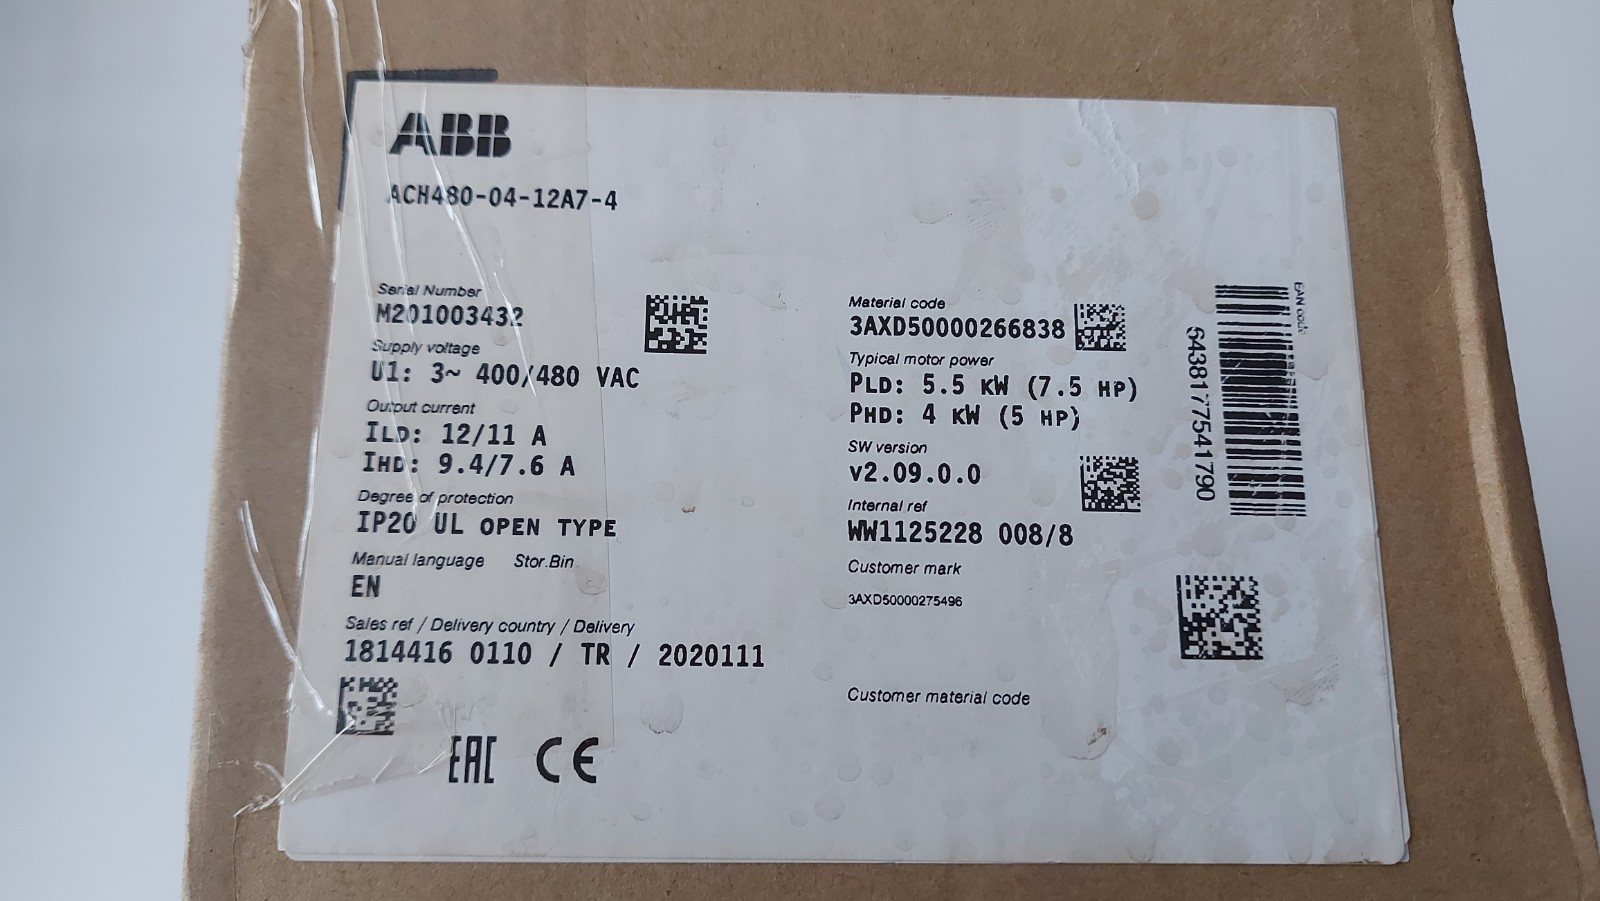 ABB
ACH480-04-12A7-4
Serial Number
M201003432
Supply voltage
U1: 3~ 400/480 VAC
Output current
ILD: 12/11 A
IHD: 9.4/7.6 A
Degree of protection
IP20 UL OPEN TYPE
Manual language Stor.Bin
EN
Sales ref / Delivery country / Delivery
1814416 0110 / TR / 2020111
EAC CE
Material code
3AXD50000266838
Typical motor power
PLD: 5.5 KW (7.5 HP)
PHD: 4 KW (5 HP)
SW version
v2.09.0.0
Internal ref
WW1125228 008/8
Customer mark
3AXD50000275496
Customer material code
EAN code
6438177541790